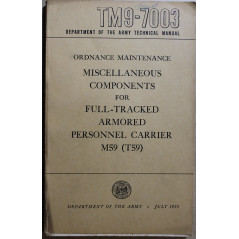 TM9-7003
DEPARTMENT OF THE ARMY TECHNICAL MANUAL
ORDNANCE MAINTENANCE
MISCELLANEOUS
COMPONENTS
FOR
FULL-TRACKED
ARMORED
PERSONNEL CARRIER
M59 (T59)
DEPARTMENT OF THE ARMY • JULY